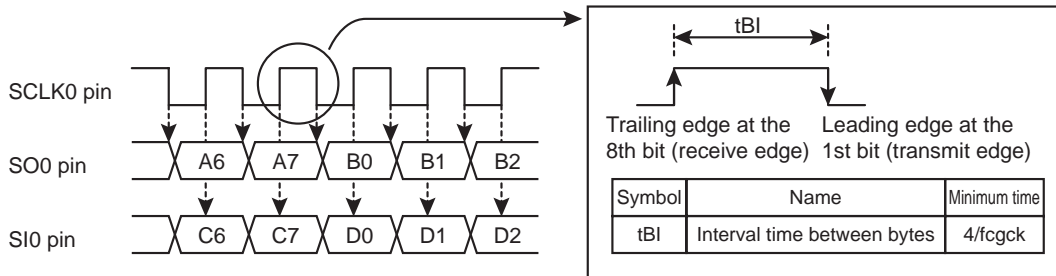 SCLK0 pin
SO0 pin
A6 A7 B0 B1 B2
SI0 pin
C6 C7 D0 D1 D2
tBI
Trailing edge at the
8th bit (receive edge)
Leading edge at the
1st bit (transmit edge)
Symbol Name Minimum time
tBI Interval time between bytes 4/fcgck